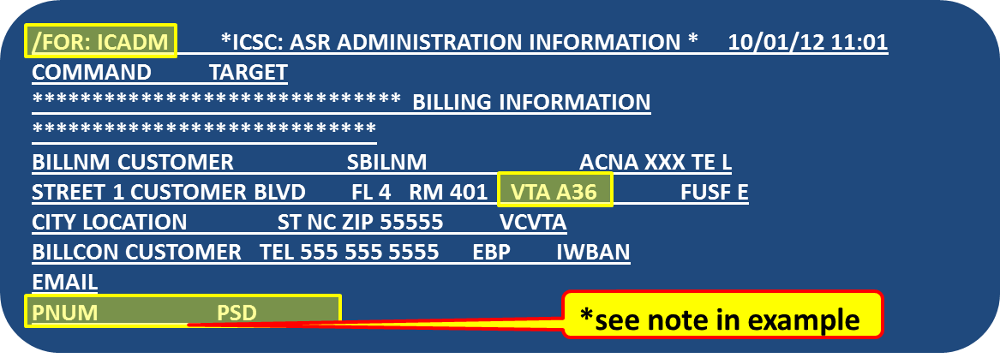 /FOR: ICADM *ICSC: ASR ADMINISTRATION INFORMATION * 10/01/12 11:01
COMMAND TARGET
******************************* BILLING INFORMATION
*****************************
BILLNM CUSTOMER SBILNM ACNA XXX TE L
STREET 1 CUSTOMER BLVD FL 4 RM 401 VTA A36 FUSF E
CITY LOCATION ST NC ZIP 55555 VCVTA
BILLCON CUSTOMER TEL 555 555 5555 EBP IWBAN
EMAIL
PNUM PSD
*see note in example